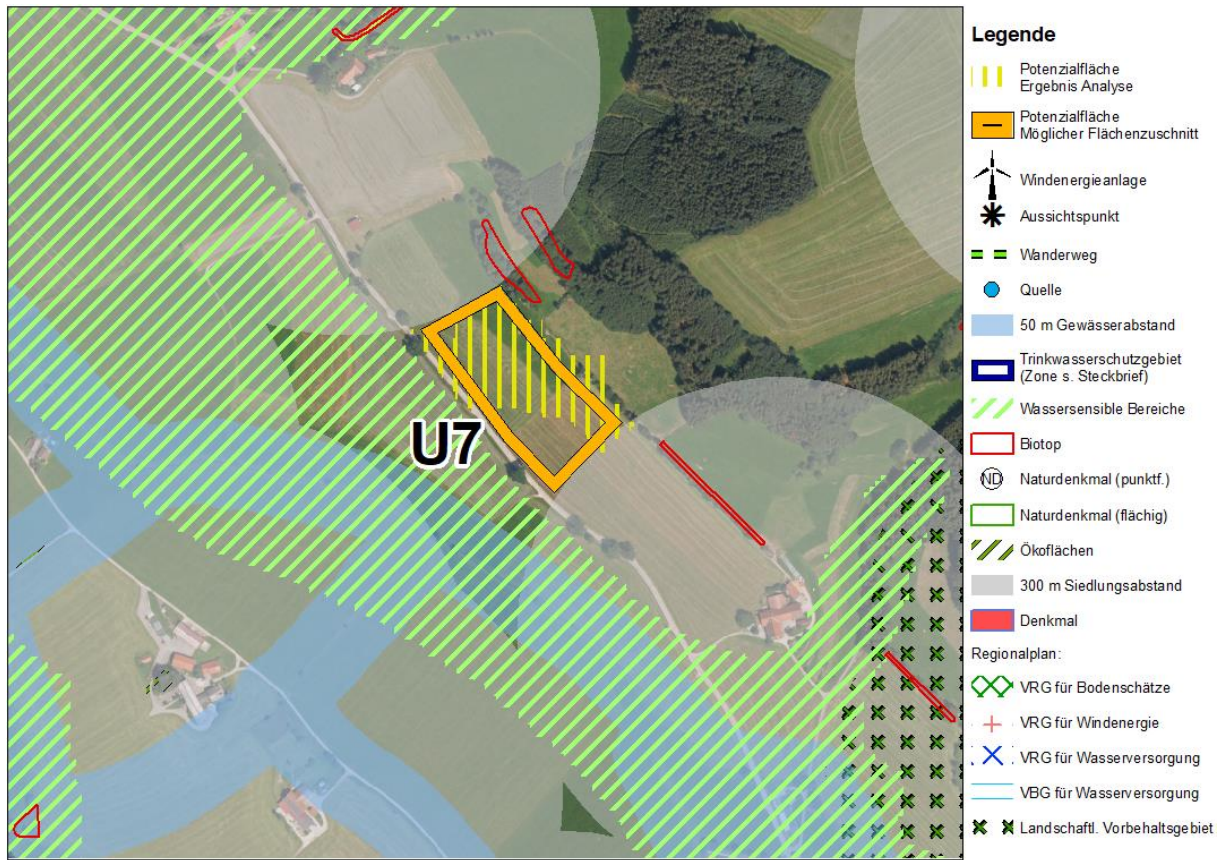 U7
Legende
Potenzialfläche
Ergebnis Analyse
Potenzialfläche
Möglicher Flächenzuschnitt
Windenergieanlage
Aussichtspunkt
Wanderweg
Quelle
50 m Gewässerabstand
Trinkwasserschutzgebiet
(Zone s. Steckbrief)
Wassersensible Bereiche
Biotop
ND Naturdenkmal (punktf.)
Naturdenkmal (flächig)
Ökoflächen
300 m Siedlungsabstand
Denkmal
Regionalplan:
VRG für Bodenschätze
VRG für Windenergie
VRG für Wasserversorgung
VBG für Wasserversorgung
Landschaftl. Vorbehaltsgebiet